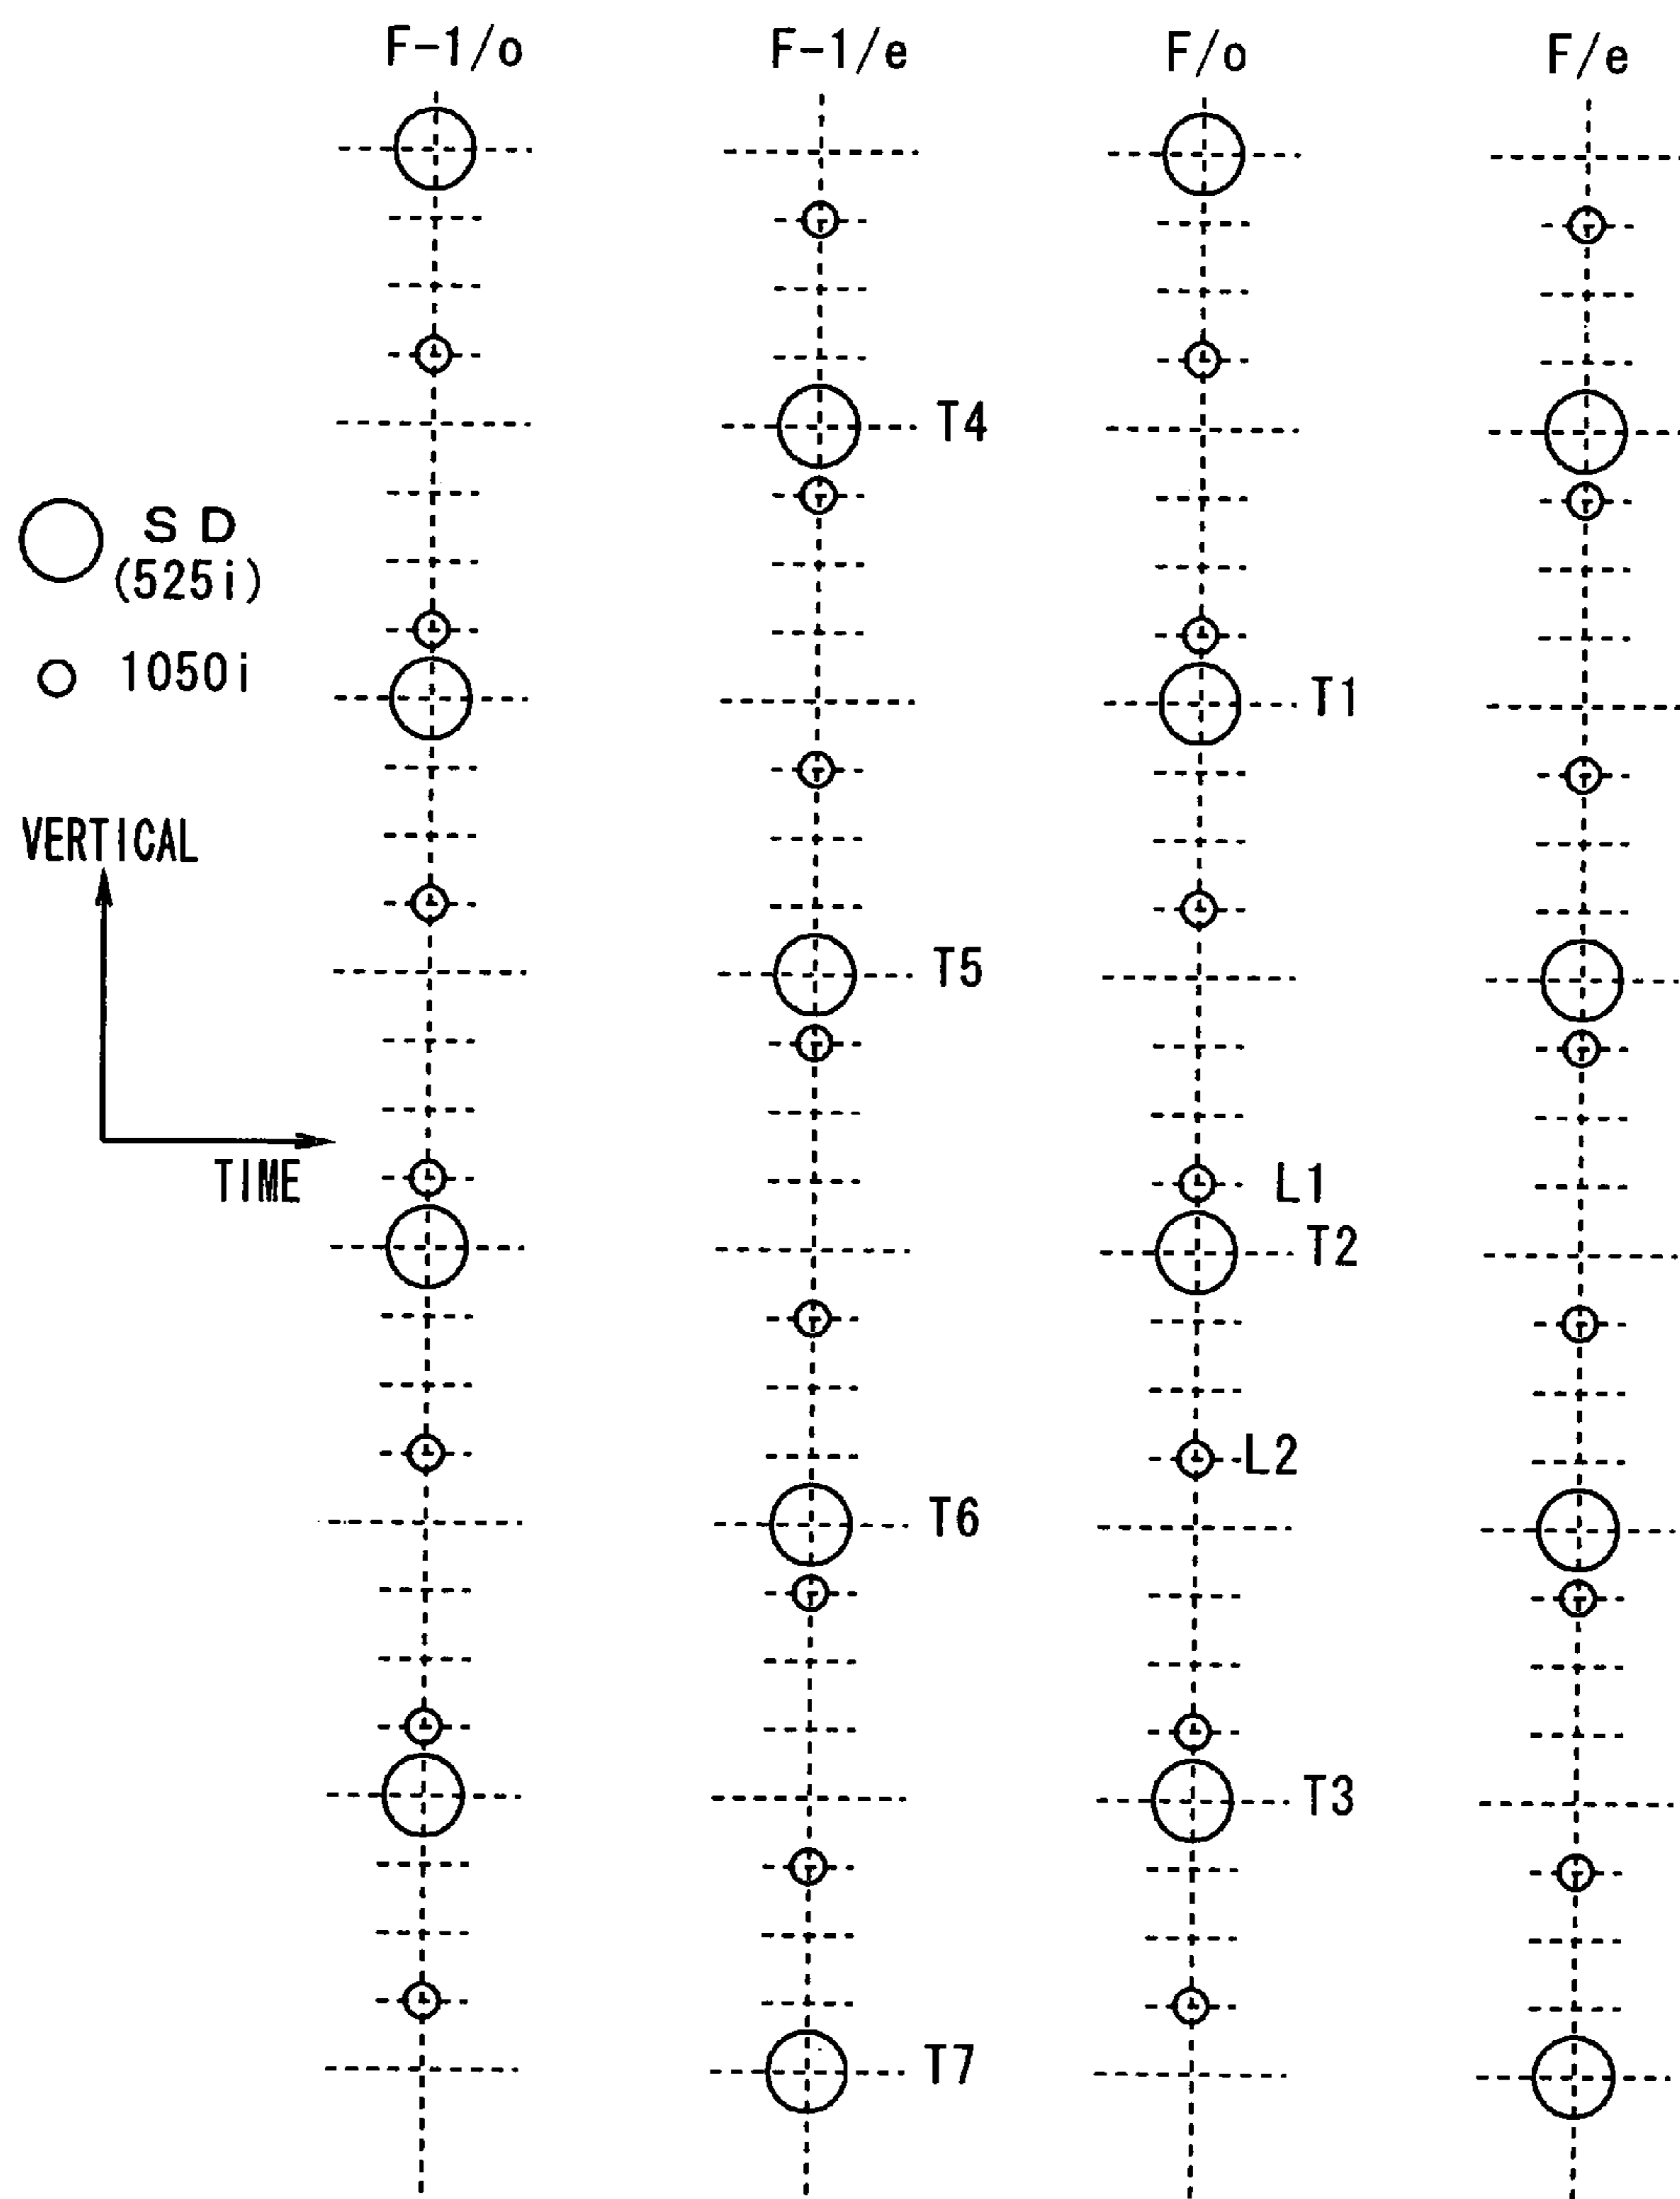 F-1/o F-1/e F/o F/e
T4
S D
(525i)
1050i
T1
VERTICAL
T5
TIME
L1
T2
L2
T6
T3
T7